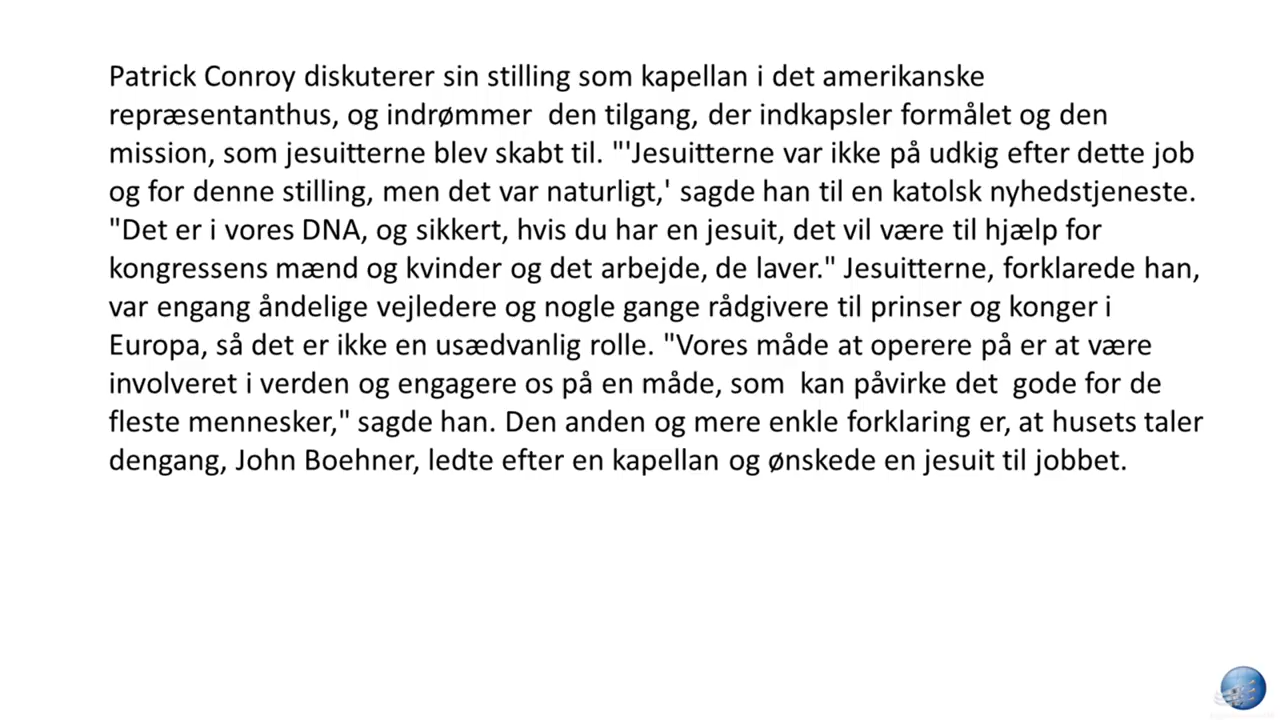 Patrick Conroy diskuterer sin stilling som kapellan i det amerikanske
repræsentanthus, og indrømmer  den tilgang, der indkapsler formålet og den
mission, som jesuitterne blev skabt til. "'Jesuitterne var ikke på udkig efter dette job
og for denne stilling, men det var naturligt,' sagde han til en katolsk nyhedstjeneste.
"Det er i vores DNA, og sikkert, hvis du har en jesuit, det vil være til hjælp for
kongressens mænd og kvinder og det arbejde, de laver." Jesuitterne, forklarede han,
var engang åndelige vejledere og nogle gange rådgivere til prinser og konger i
Europa, så det er ikke en usædvanlig rolle. "Vores måde at operere på er at være
involveret i verden og engagere os på en måde, som  kan påvirke det  gode for de
fleste mennesker," sagde han. Den anden og mere enkle forklaring er, at husets taler
dengang, John Boehner, ledte efter en kapellan og ønskede en jesuit til jobbet.